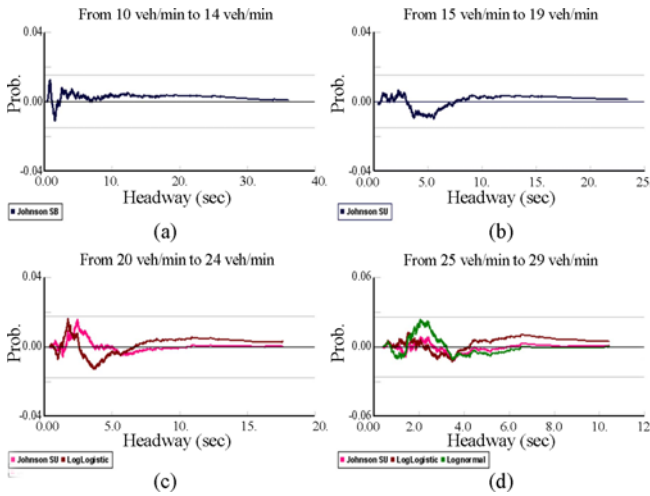 From 10 veh/min to 14 veh/min
0.04
Prob.
0.00
-0.04
0.00 10. 20. 30. 40.
Headway (sec)
Johnson SB
(a)
From 15 veh/min to 19 veh/min
0.04
Prob.
0.00
-0.04
0.00 5.0 10. 15. 20. 25
Headway (sec)
Johnson SU
(b)
From 20 veh/min to 24 veh/min
0.04
Prob.
0.00
-0.04
0.00 5.0 10. 15. 20.
Headway (sec)
Johnson SU LogLogistic
(c)
From 25 veh/min to 29 veh/min
0.06
Prob.
0.00
-0.06
0.00 2.0 4.0 6.0 8.0 10. 12.
Headway (sec)
Johnson SU LogLogistic Lognormal
(d)